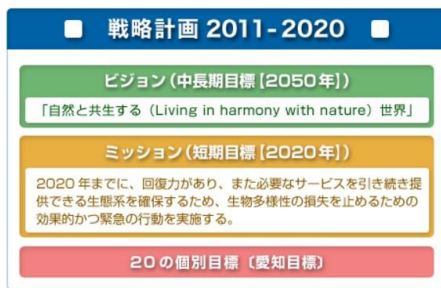 ■ 戦略計画 2011-2020 ■
ビジョン(中長期目標【2050年】)
「自然と共生する(Living in harmony with nature)世界」
ミッション(短期目標【2020年】)
2020年までに、回復力があり、また必要なサービスを引き続き提
供できる生態系を確保するため、生物多様性の損失を止めるための
効果的かつ緊急の行動を実施する。
20の個別目標〔愛知目標〕